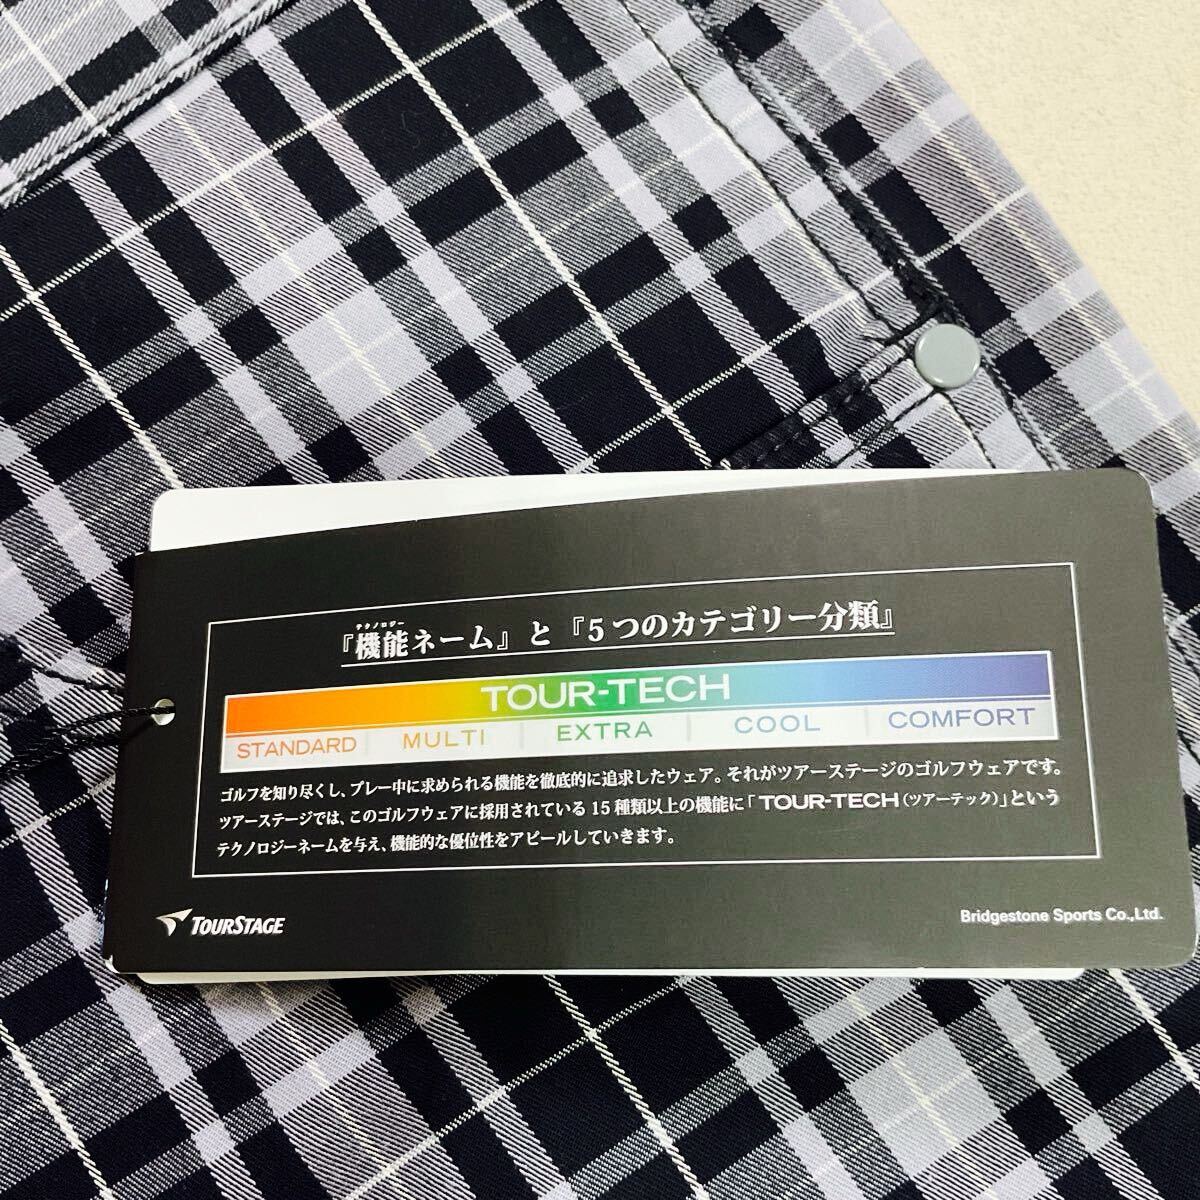 テクノロジー
『機能ネーム』と『5つのカテゴリー分類』
TOUR-TECH
STANDARD MULTI EXTRA COOL COMFORT
ゴルフを知り尽くし、プレー中に求められる機能を徹底的に追求したウェア。それがツアーステージのゴルフウェアです。
ツアーステージでは、このゴルフウェアに採用されている15種類以上の機能に「TOUR-TECH(ツアーテック)」という
テクノロジーネームを与え、機能的な優位性をアピールしていきます。
TOURSTAGE
Bridgestone Sports Co.,Ltd.